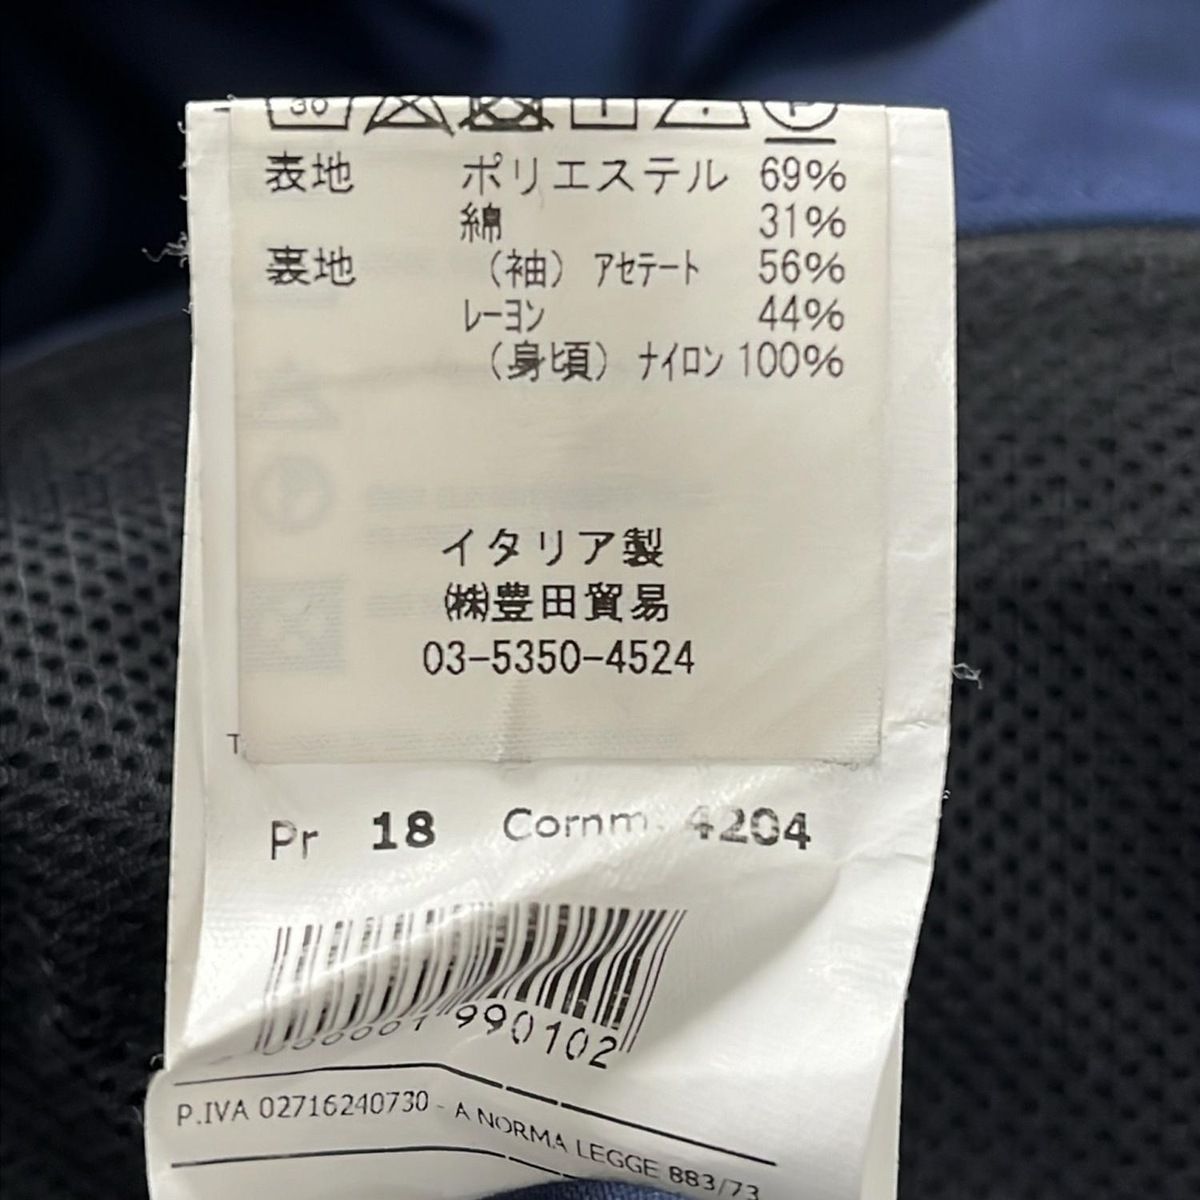 30
表地 ポリエステル 69%
綿 31%
裏地 (袖) アセテート 56%
レーヨン 44%
(身頃) ナイロン 100%
イタリア製
㈱豊田貿易
03-5350-4524
T
Pr 18 Comm. 4204
990102
P.IVA 02716240730 - A NORMA LEGGE 883/73